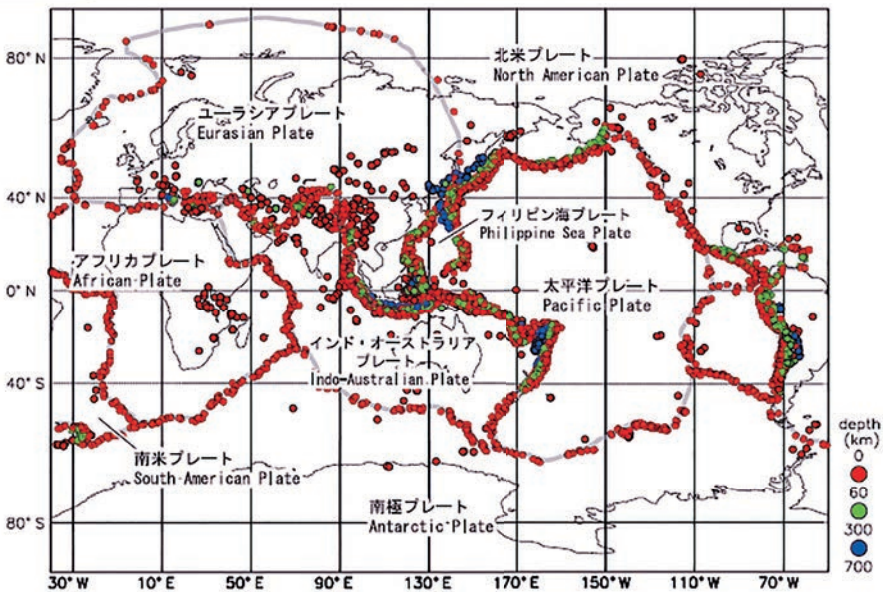 北米プレート
North American Plate
80° N
ユーラシアプレート
Eurasian Plate
40° N
フィリピン海プレート
Philippine Sea Plate
アフリカプレート
African Plate
太平洋プレート
Pacific Plate
0° N
インド・オーストラリア
プレート
Indo-Australian Plate
40° S
南米プレート
South American Plate
南極プレート
Antarctic Plate
80° S
30° W 10° E 50° E 90° E 130° E 170° E 150° W 110° W 70° W
depth
(km)
0
60
300
700